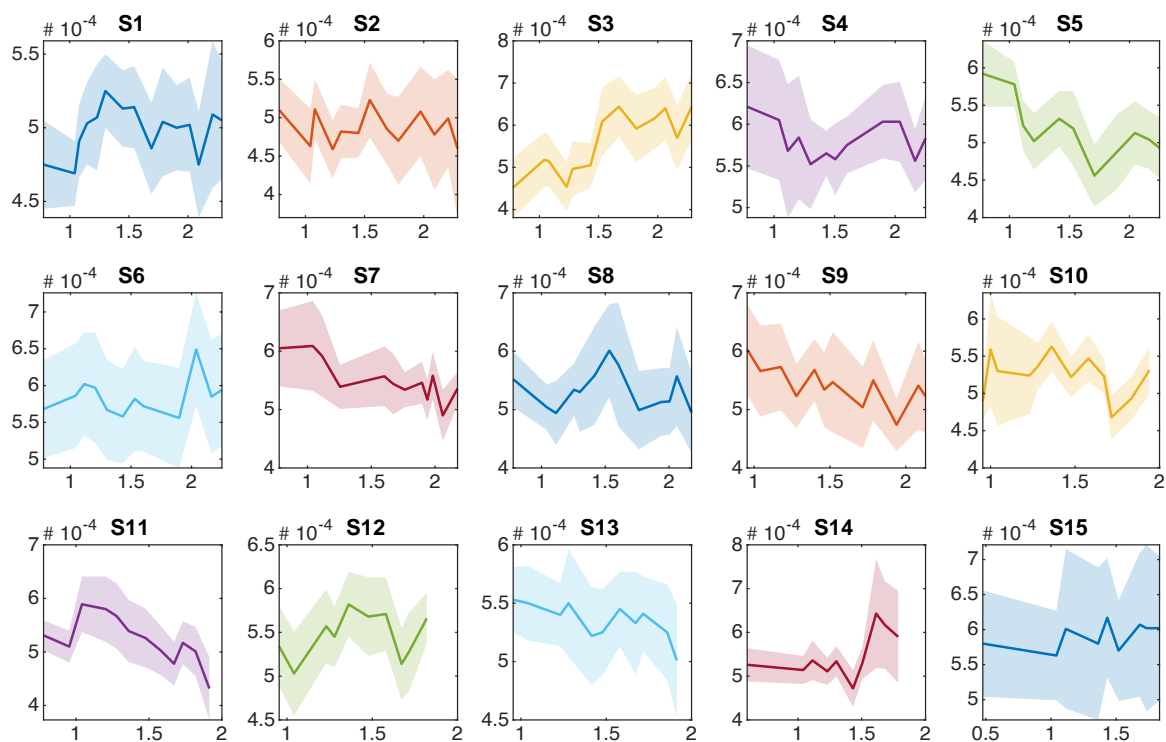 S1 S2 S3 S4 S5
# 10^-4 # 10^-4 # 10^-4 # 10^-4 # 10^-4
5.5 6 8 7 6
5.5 7 6.5 5.5
5 5 6 6 5
4.5 5 5.5 4.5
4.5 4 4 5 4
1 1.5 2 1 1.5 2 1 1.5 2 1 1.5 2 1 1.5 2
S6 S7 S8 S9 S10
# 10^-4 # 10^-4 # 10^-4 # 10^-4 # 10^-4
7 7 7 7 6
6.5 6 6 6 5.5
6 5 5 5 5
5.5 4.5
5 4 4 4 4
1 1.5 2 1 1.5 2 1 1.5 2 1 1.5 2 1 1.5 2
S11 S12 S13 S14 S15
# 10^-4 # 10^-4 # 10^-4 # 10^-4 # 10^-4
7 6.5 6 8 7
6 6 5.5 7 6.5
5 5.5 5 6 6
5 5 5.5
4 4.5 4.5 4 5
1 1.5 2 1 1.5 2 1 1.5 2 1 1.5 2 0.5 1 1.5